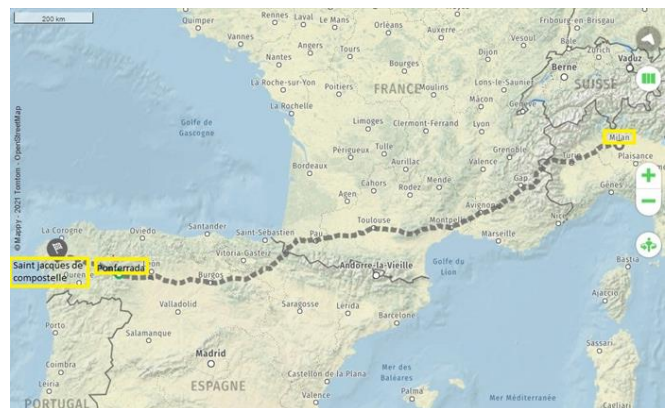 200 km
Quimper
Rennes
Laval
Le Mans
Orléans
Auxerre
Vesoul
Fribourg-en-Brisgau
Vannes
Angers
Tours
Dijon
Bâle
Zurich
Vaduz
Nantes
Bourges
Berne
La Roche-sur-Yon
Poitiers
FRANCE
Moulins
Lons-le-Saunier
SUISSE
La Rochelle
Mâcon
Genève
Golfe de
Gascogne
Limoges
Clermont-Ferrand
Lyon
Milan
Périgueux
Tulle
Grenoble
Plaisance
Bordeaux
Aurillac
Valence
Cahors
Rodez
Mende
Gap
Gênes
Agen
Avignon
Nice
La Corogne
Oviedo
Santander
Saint-Sébastien
Pau
Toulouse
Montpellier
Marseille
Saint jacques de
compostelle
Ponferrada
Vitoria-Gasteiz
Burgos
Andorre-la-Vieille
Golfe du
Lion
Bastia
Valladolid
Saragosse
Lérida
Ajaccio
Porto
Salamanque
Barcelone
Sassari
Coimbra
Madrid
Leiria
ESPAGNE
Castellón de la Plana
Mer des
Baléares
PORTUGAL
Valence
Palma
Mer Méditerranée
Cagliari
© Mappy - 2021 Tomtom - OpenStreetMap